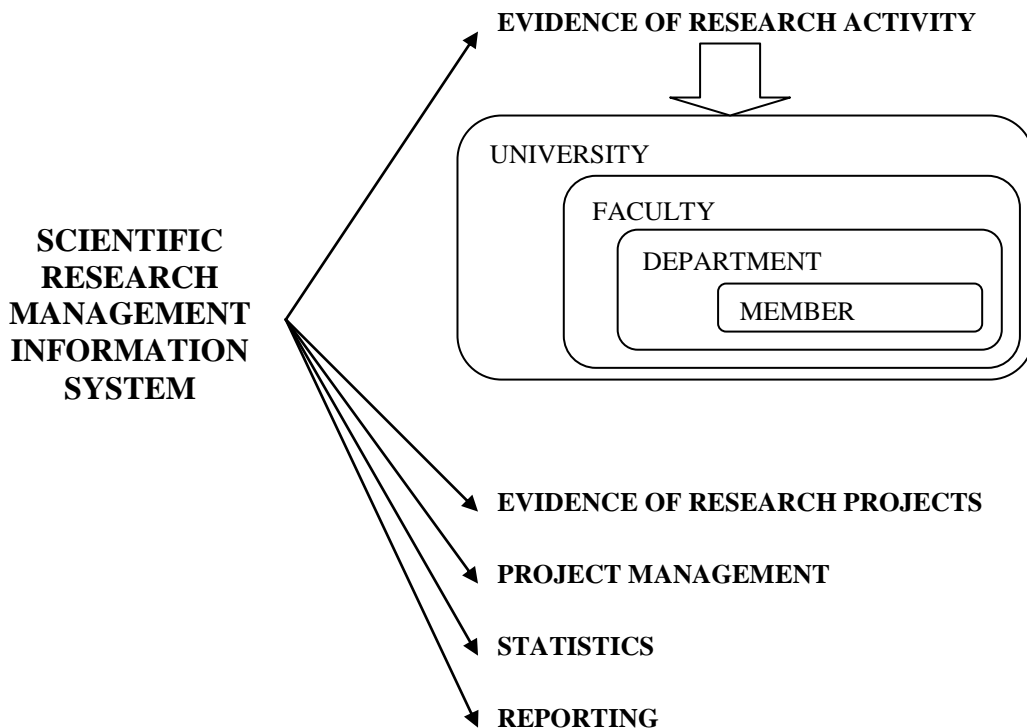 EVIDENCE OF RESEARCH ACTIVITY
UNIVERSITY
FACULTY
DEPARTMENT
MEMBER
SCIENTIFIC
RESEARCH
MANAGEMENT
INFORMATION
SYSTEM
EVIDENCE OF RESEARCH PROJECTS
PROJECT MANAGEMENT
STATISTICS
REPORTING